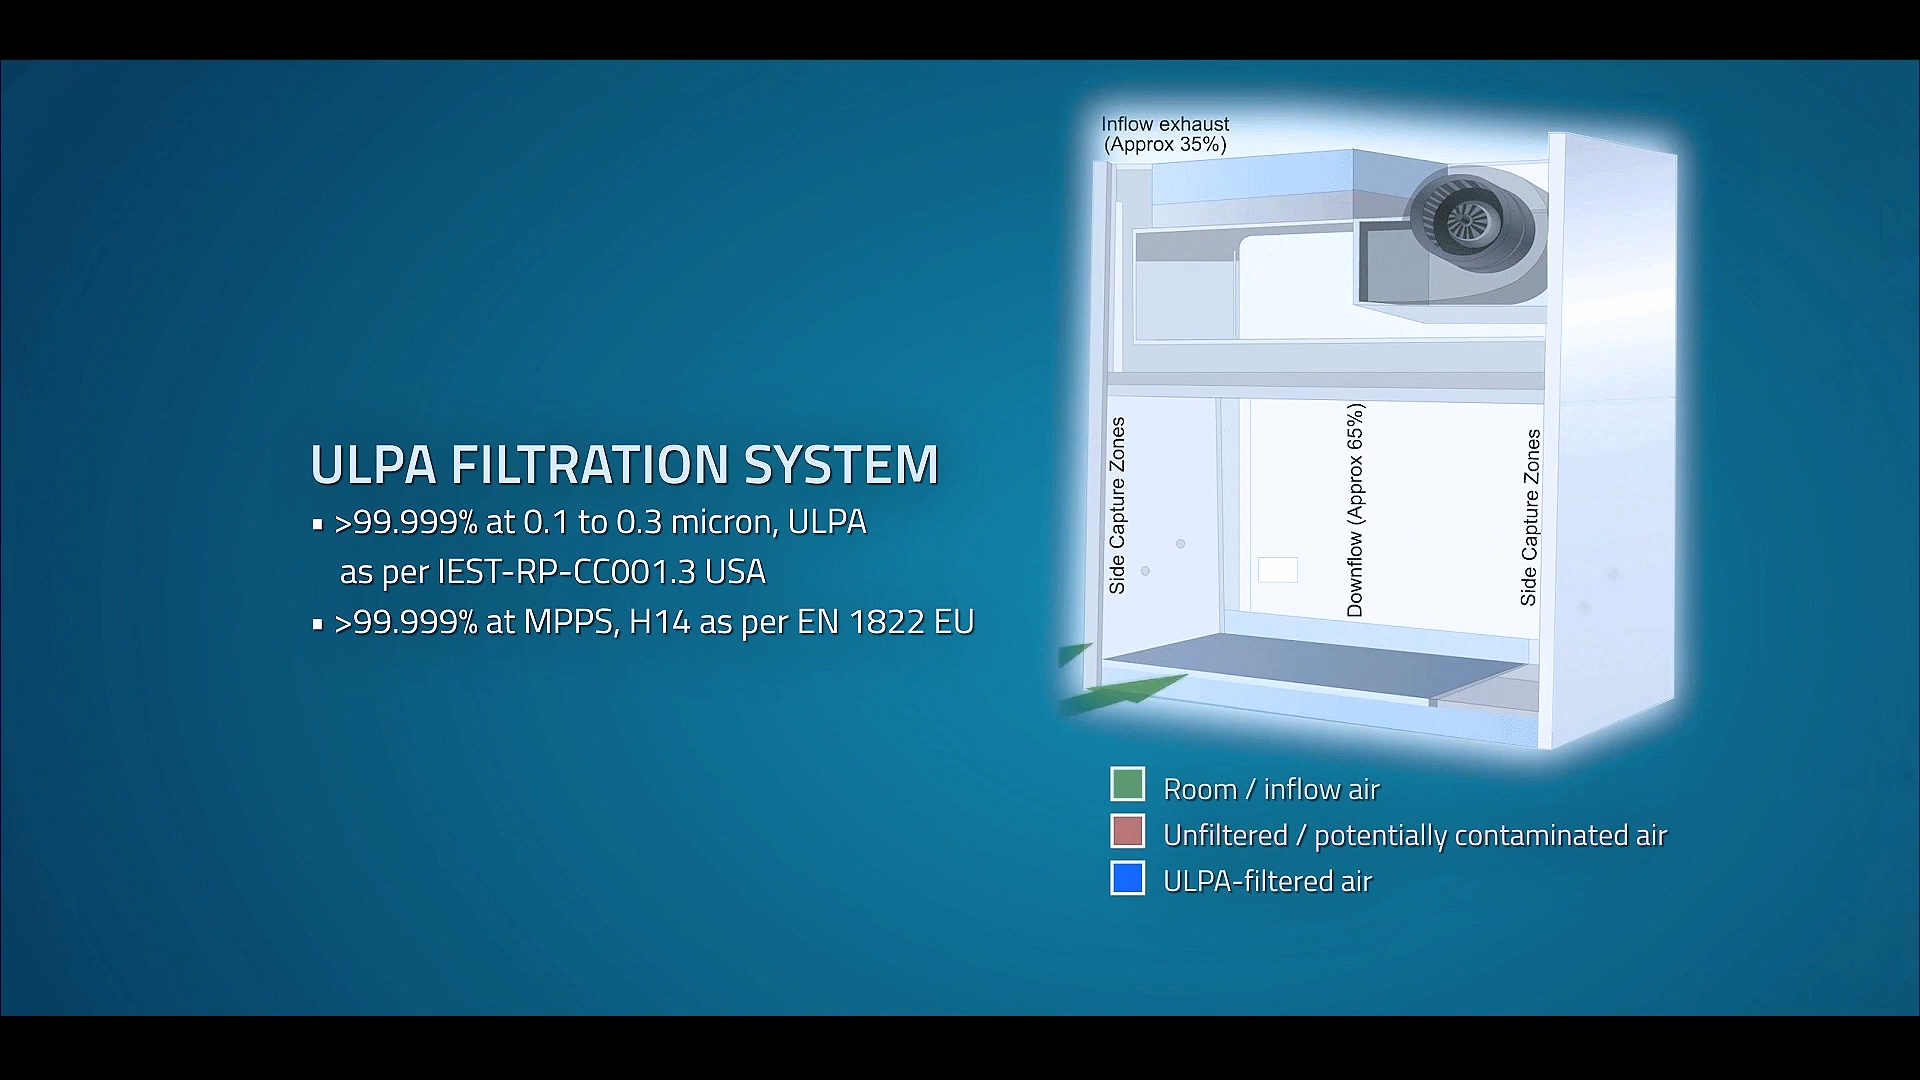 Inflow exhaust
(Approx 35%)
Side Capture Zones
Downflow (Approx 65%)
Side Capture Zones
ULPA FILTRATION SYSTEM
▪ >99.999% at 0.1 to 0.3 micron, ULPA
as per IEST-RP-CC001.3 USA
▪ >99.999% at MPPS, H14 as per EN 1822 EU
Room / inflow air
Unfiltered / potentially contaminated air
ULPA-filtered air